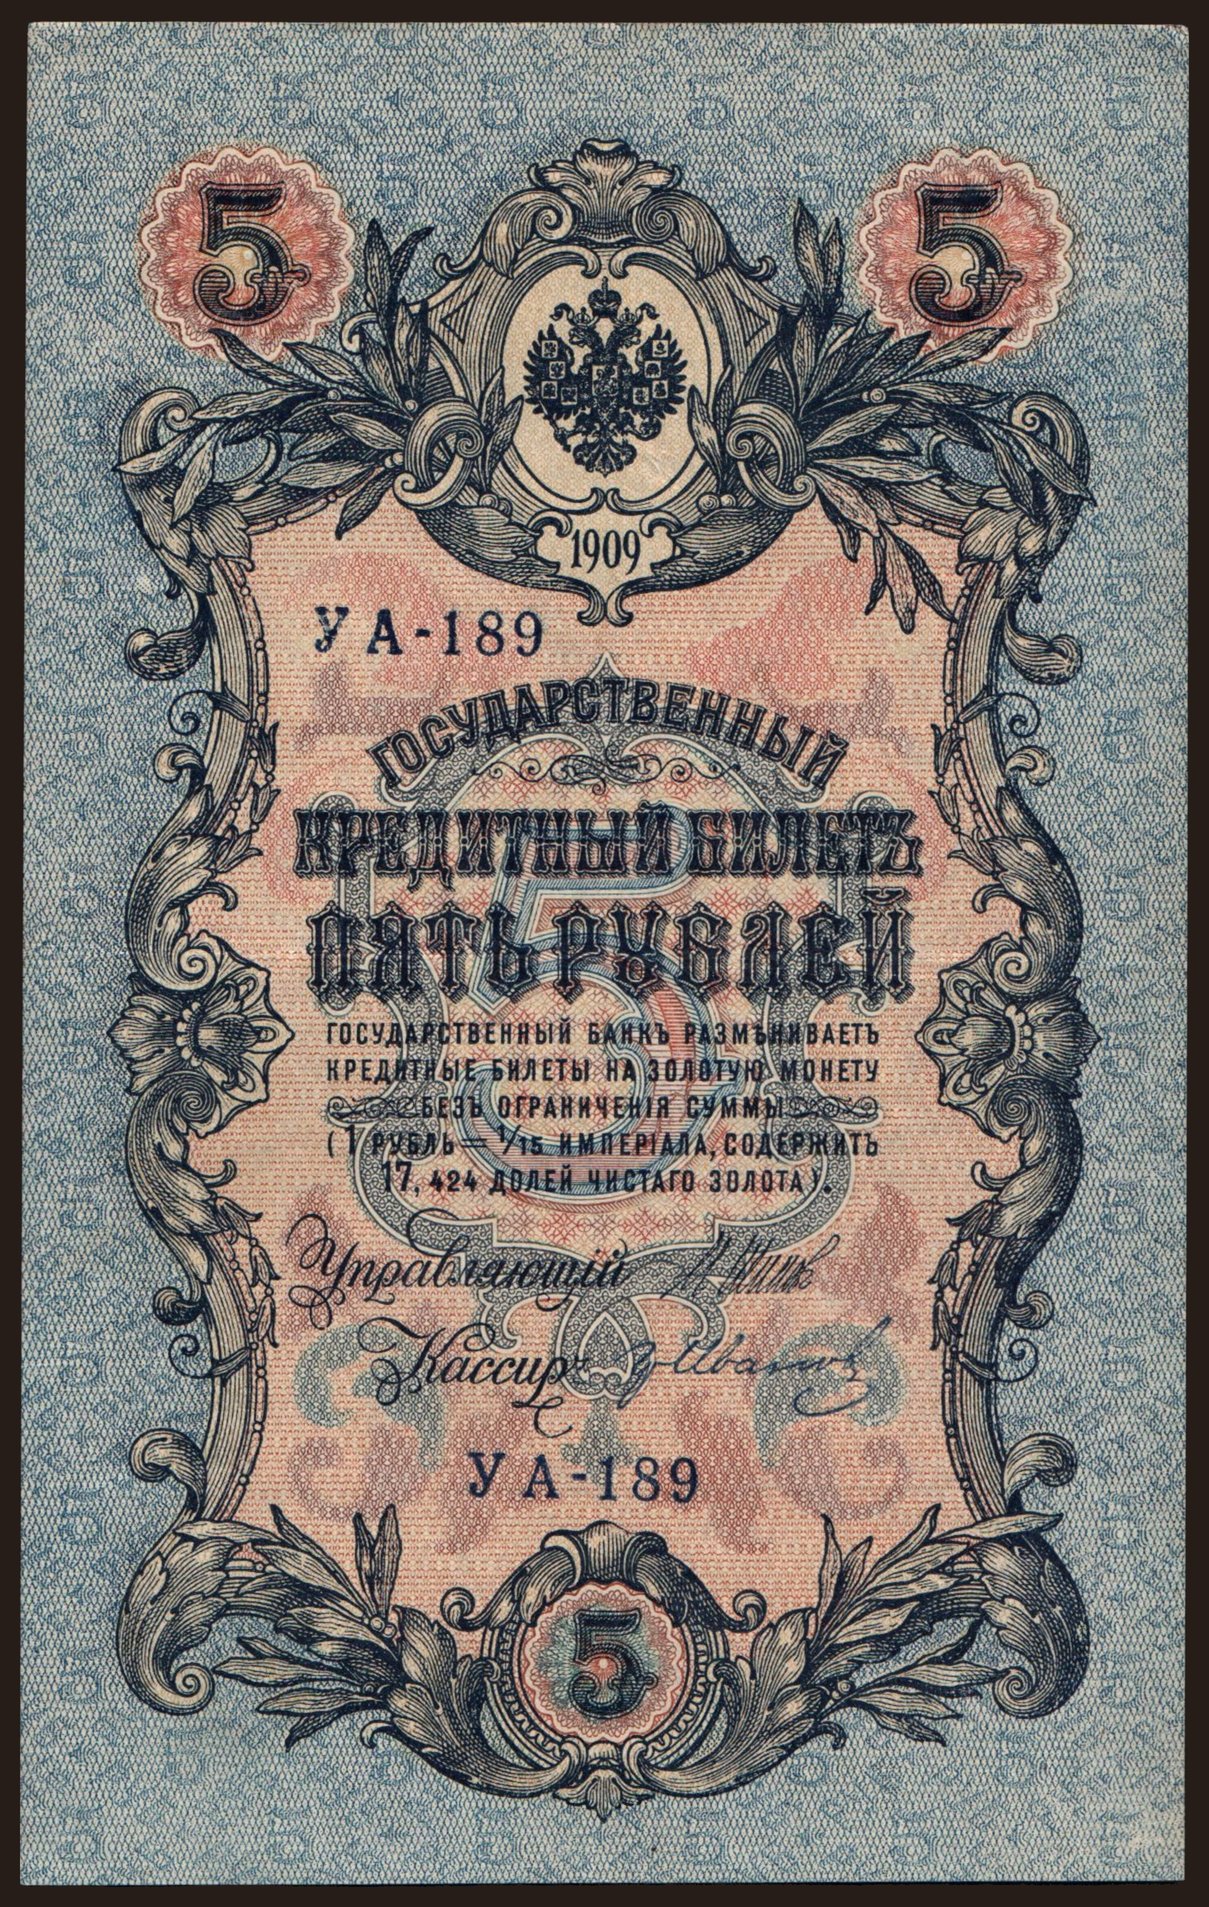 5 5
1909
УА-189
ГОСУДАРСТВЕННЫЙ
КРЕДИТНЫЙ БИЛЕТЪ
ПЯТЬ РУБЛЕЙ
5
ГОСУДАРСТВЕННЫЙ БАНКЪ РАЗМѢНИВАЕТЪ
КРЕДИТНЫЕ БИЛЕТЫ НА ЗОЛОТУЮ МОНЕТУ
БЕЗЪ ОГРАНИЧЕНІЯ СУММЫ
(1 РУБЛЬ = 1/15 ИМПЕРІАЛА, СОДЕРЖИТЪ
17, 424 ДОЛЕЙ ЧИСТАГО ЗОЛОТА).
Управляющій
Кассиръ
УА-189
5